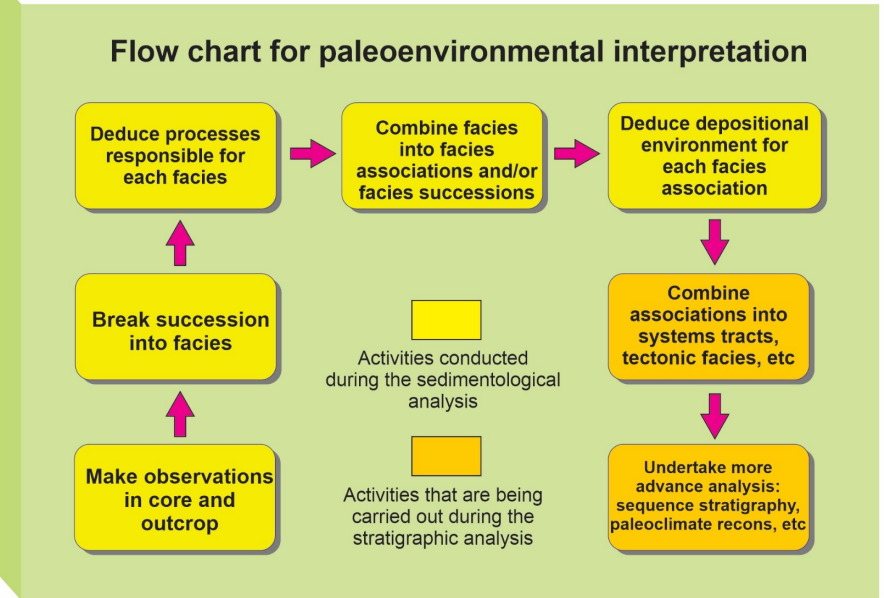 Flow chart for paleoenvironmental interpretation
Make observations
in core and
outcrop
Break succession
into facies
Deduce processes
responsible for
each facies
Combine facies
into facies
associations and/or
facies successions
Deduce depositional
environment for
each facies
association
Combine
associations into
systems tracts,
tectonic facies, etc
Undertake more
advance analysis:
sequence stratigraphy,
paleoclimate recons, etc
Activities conducted
during the sedimentological
analysis
Activities that are being
carried out during the
stratigraphic analysis